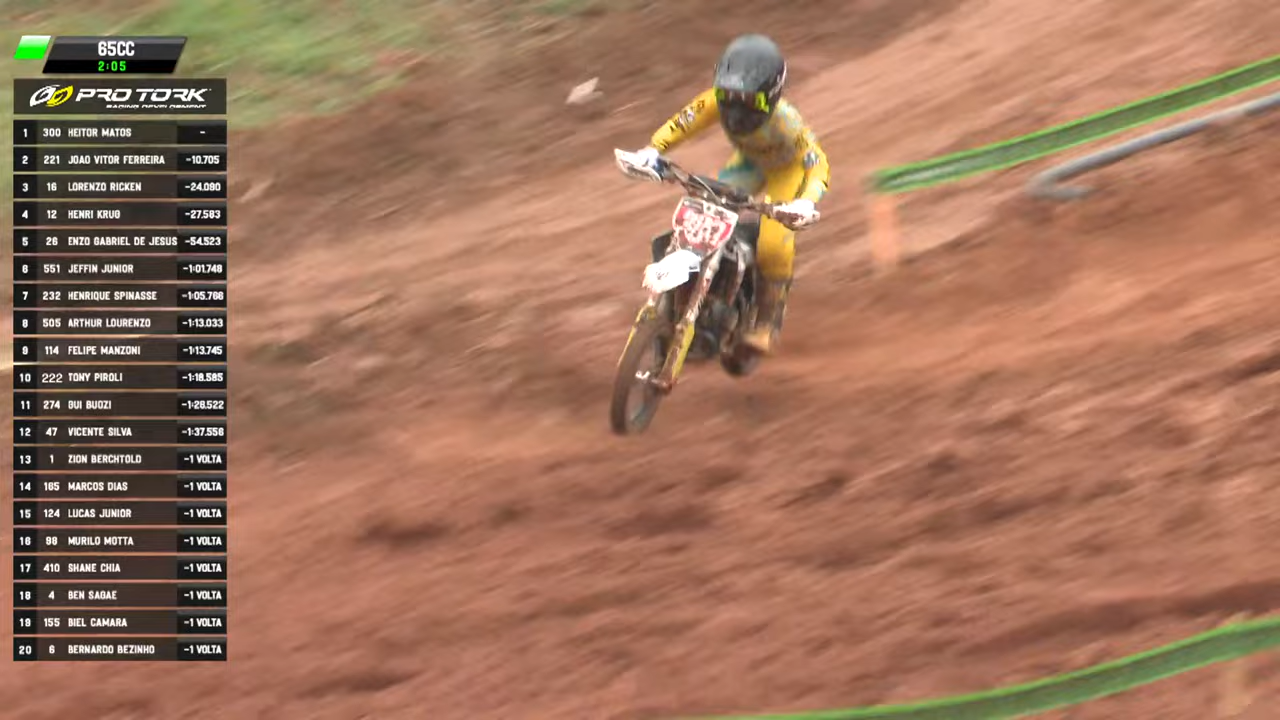 65CC
2:05
PRO TORK
RACING DEVELOPMENT
1 300 HEITOR MATOS -
2 221 JOAO VITOR FERREIRA -10.705
3 16 LORENZO RICKEN -24.090
4 12 HENRI KRUG -27.583
5 26 ENZO GABRIEL DE JESUS -54.523
6 551 JEFFIN JUNIOR -1:01.748
7 232 HENRIQUE SPINASSE -1:05.766
8 505 ARTHUR LOURENZO -1:13.033
9 114 FELIPE MANZONI -1:13.745
10 222 TONY PIROLI -1:18.585
11 274 GUI BUOZI -1:28.522
12 47 VICENTE SILVA -1:37.556
13 1 ZION BERCHTOLD -1 VOLTA
14 165 MARCOS DIAS -1 VOLTA
15 124 LUCAS JUNIOR -1 VOLTA
16 98 MURILO MOTTA -1 VOLTA
17 410 SHANE CHIA -1 VOLTA
18 4 BEN SAGAE -1 VOLTA
19 155 BIEL CAMARA -1 VOLTA
20 6 BERNARDO BEZINHO -1 VOLTA